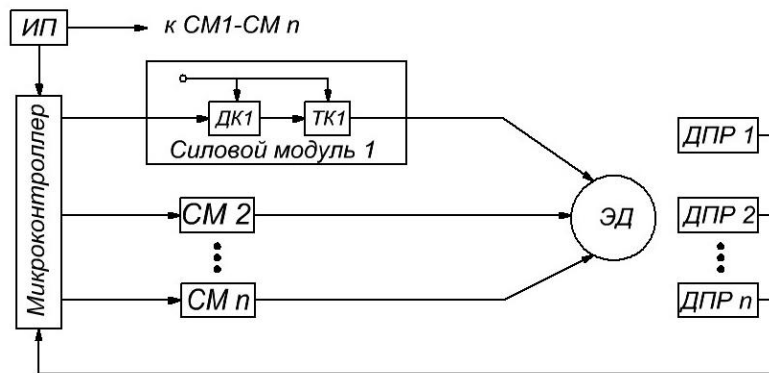 ИП
к СМ1-СМ n
Микроконтроллер
ДК1
ТК1
Силовой модуль 1
СМ 2
СМ n
ЭД
ДПР 1
ДПР 2
ДПР n